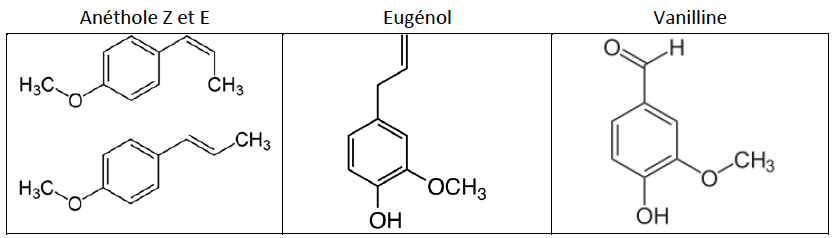 Anéthole Z et E
Eugénol
Vanilline
H₃C
O
CH₃
H₃C
O
CH₃
OCH₃
OH
O
H
O
CH₃
OH